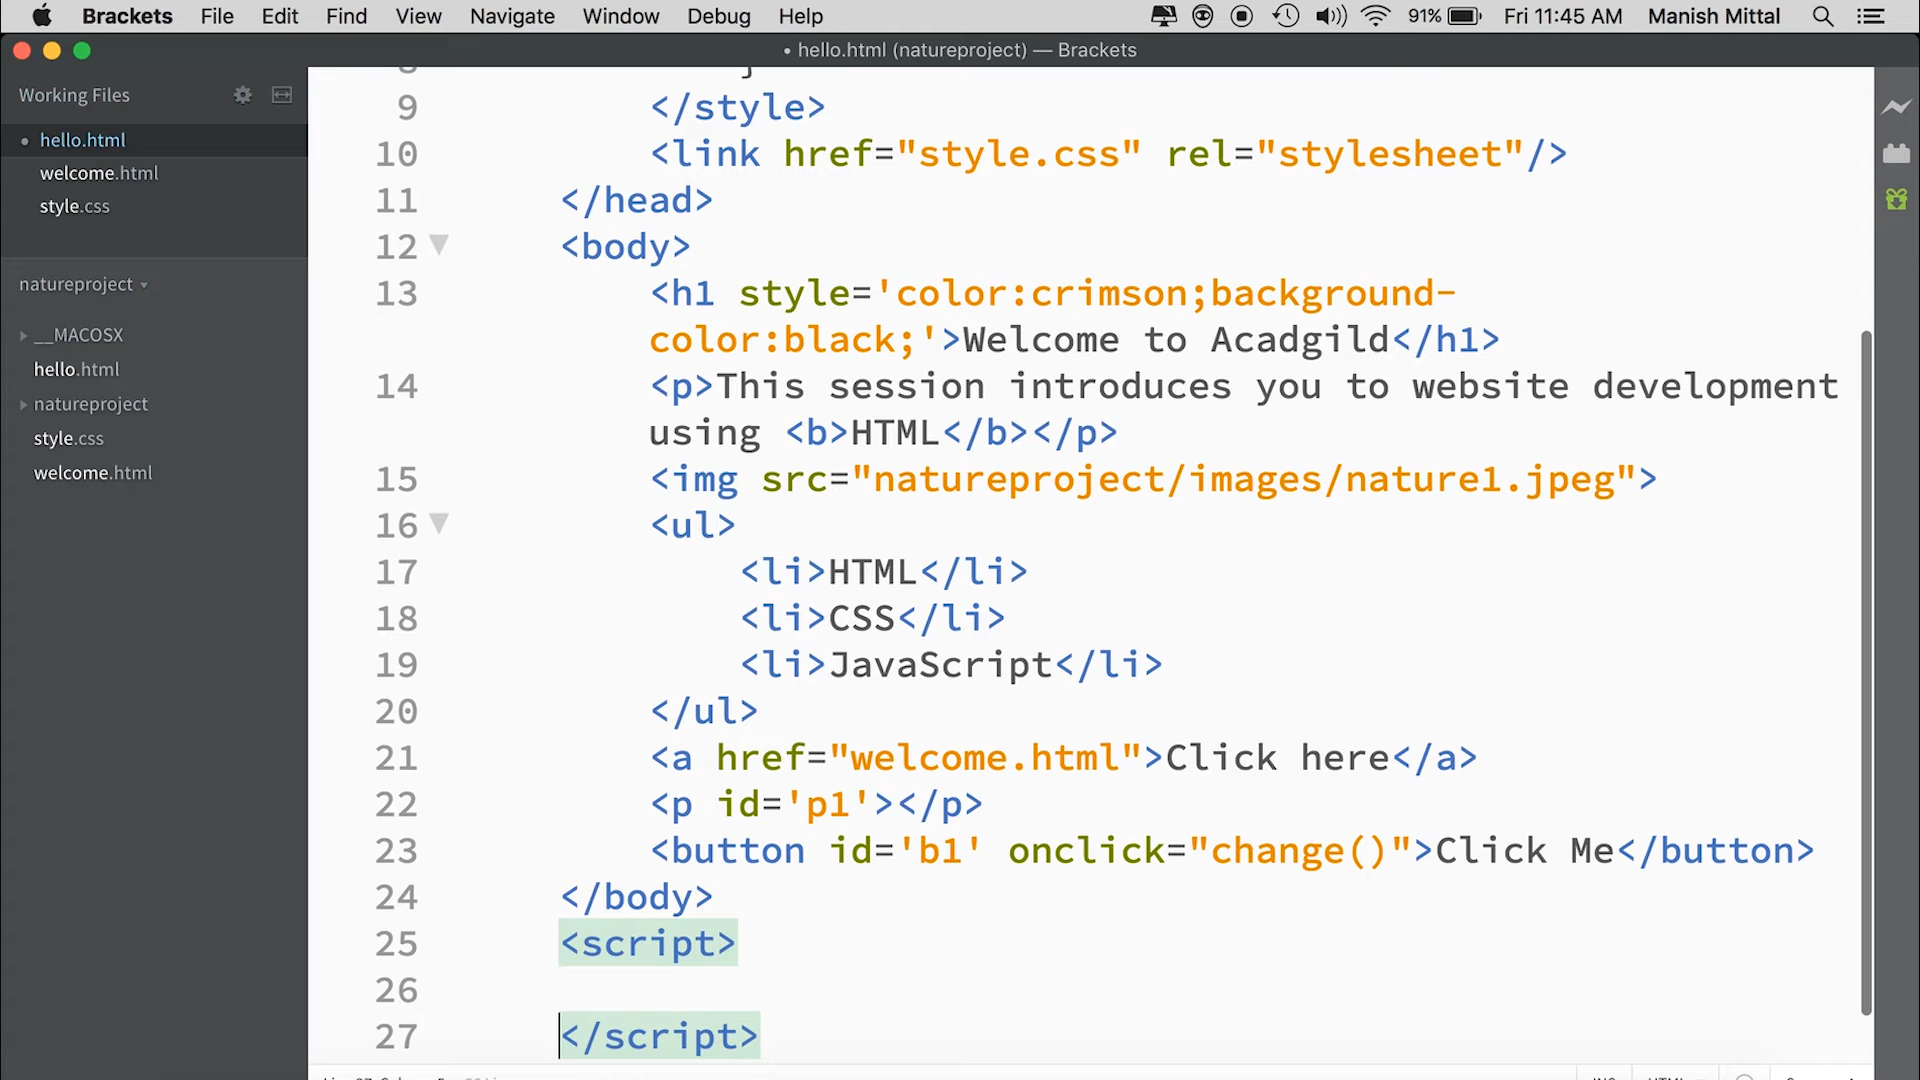 Brackets File Edit Find View Navigate Window Debug Help 91% Fri 11:45 AM Manish Mittal
• hello.html (natureproject) — Brackets
Working Files
• hello.html
welcome.html
style.css
natureproject
__MACOSX
hello.html
natureproject
style.css
welcome.html
9 </style>
10 <link href="style.css" rel="stylesheet"/>
11 </head>
12 <body>
13 <h1 style='color:crimson;background-
color:black;'>Welcome to Acadgild</h1>
14 <p>This session introduces you to website development
using <b>HTML</b></p>
15 <img src="natureproject/images/nature1.jpeg">
16 <ul>
17 <li>HTML</li>
18 <li>CSS</li>
19 <li>JavaScript</li>
20 </ul>
21 <a href="welcome.html">Click here</a>
22 <p id='p1'></p>
23 <button id='b1' onclick="change()">Click Me</button>
24 </body>
25 <script>
26
27 </script>